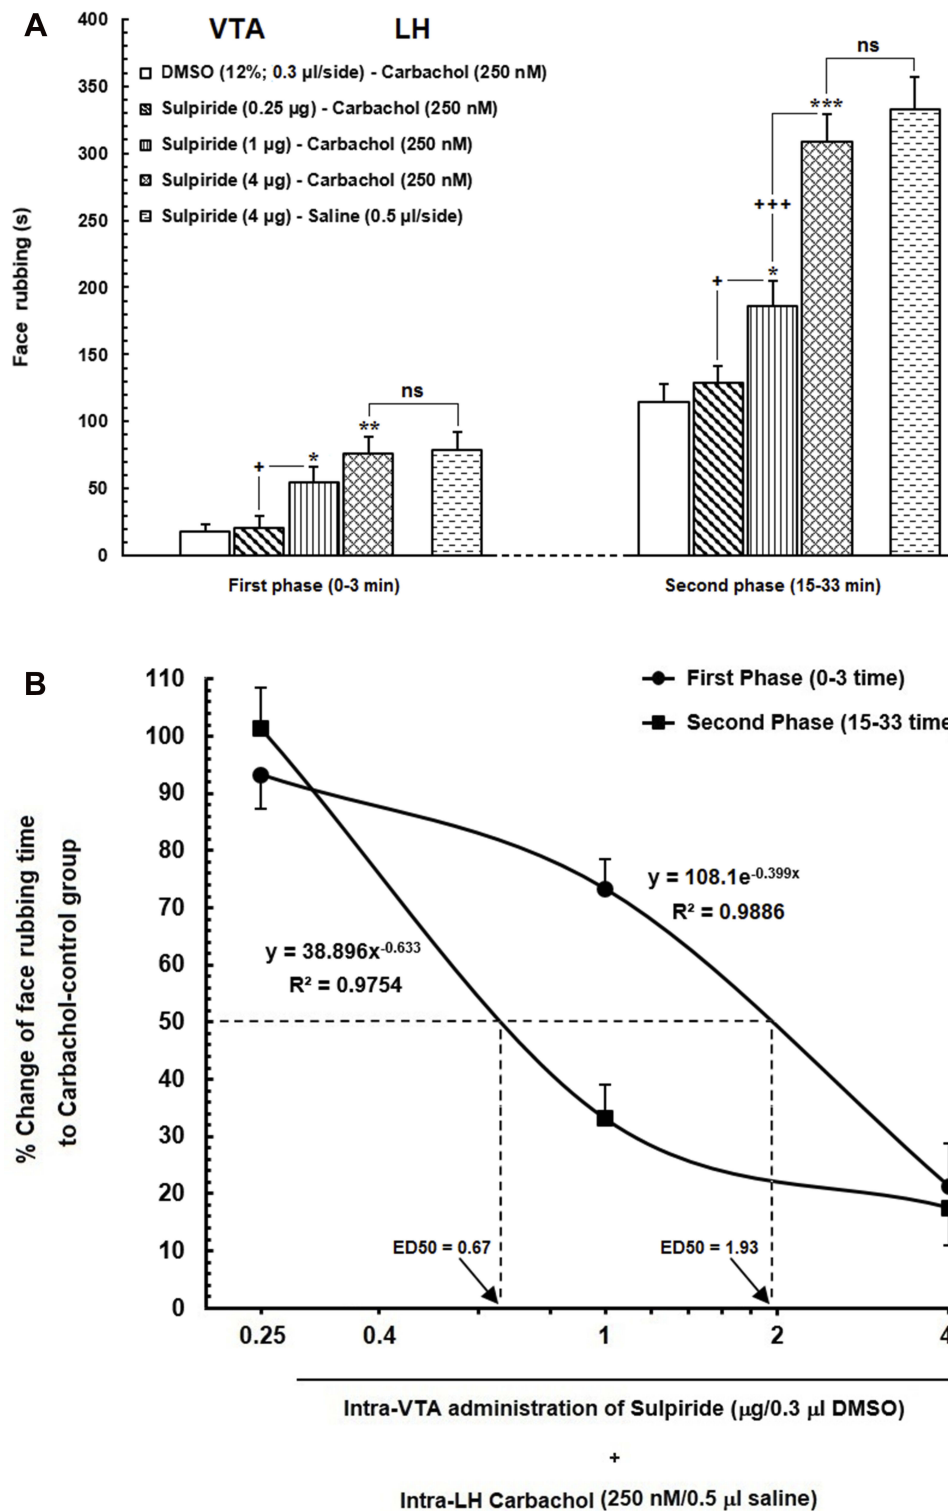 A
VTA LH
DMSO (12%; 0.3 µl/side) - Carbachol (250 nM)
Sulpiride (0.25 µg) - Carbachol (250 nM)
Sulpiride (1 µg) - Carbachol (250 nM)
Sulpiride (4 µg) - Carbachol (250 nM)
Sulpiride (4 µg) - Saline (0.5 µl/side)
Face rubbing (s)
400
350
300
250
200
150
100
50
0
+
*
**
ns
+
*
+++
***
ns
First phase (0-3 min)
Second phase (15-33 min)
B
First Phase (0-3 time)
Second Phase (15-33 time
% Change of face rubbing time
to Carbachol-control group
110
100
90
80
70
60
50
40
30
20
10
0
y = 108.1e^-0.399x
R² = 0.9886
y = 38.896x^-0.633
R² = 0.9754
ED50 = 0.67
ED50 = 1.93
0.25 0.4 1 2 4
Intra-VTA administration of Sulpiride (µg/0.3 µl DMSO)
+
Intra-LH Carbachol (250 nM/0.5 µl saline)